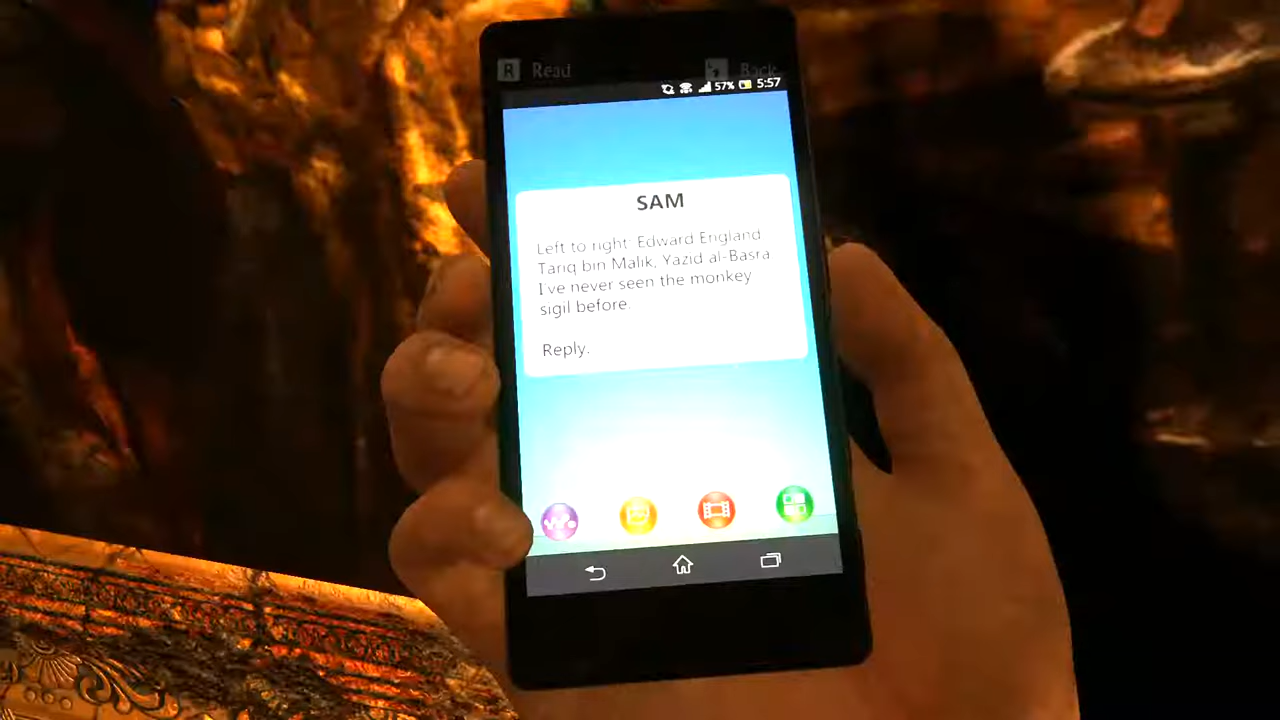 R Read
Back
57% 5:57
SAM
Left to right: Edward England
Tariq bin Malik, Yazid al-Basra
I've never seen the monkey
sigil before.
Reply.